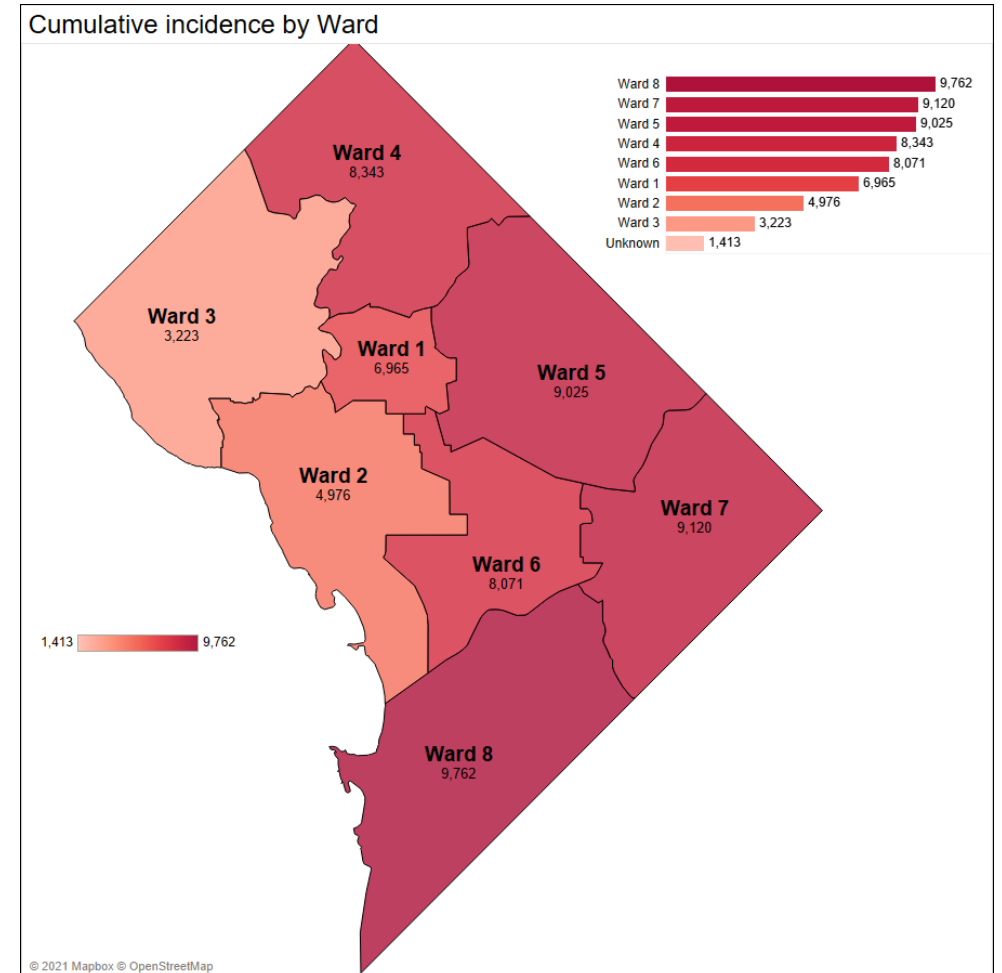 Cumulative incidence by Ward
Ward 8 9,762
Ward 7 9,120
Ward 5 9,025
Ward 4 8,343
Ward 6 8,071
Ward 1 6,965
Ward 2 4,976
Ward 3 3,223
Unknown 1,413
Ward 4
8,343
Ward 3
3,223
Ward 1
6,965
Ward 5
9,025
Ward 2
4,976
Ward 7
9,120
Ward 6
8,071
1,413 9,762
Ward 8
9,762
© 2021 Mapbox © OpenStreetMap